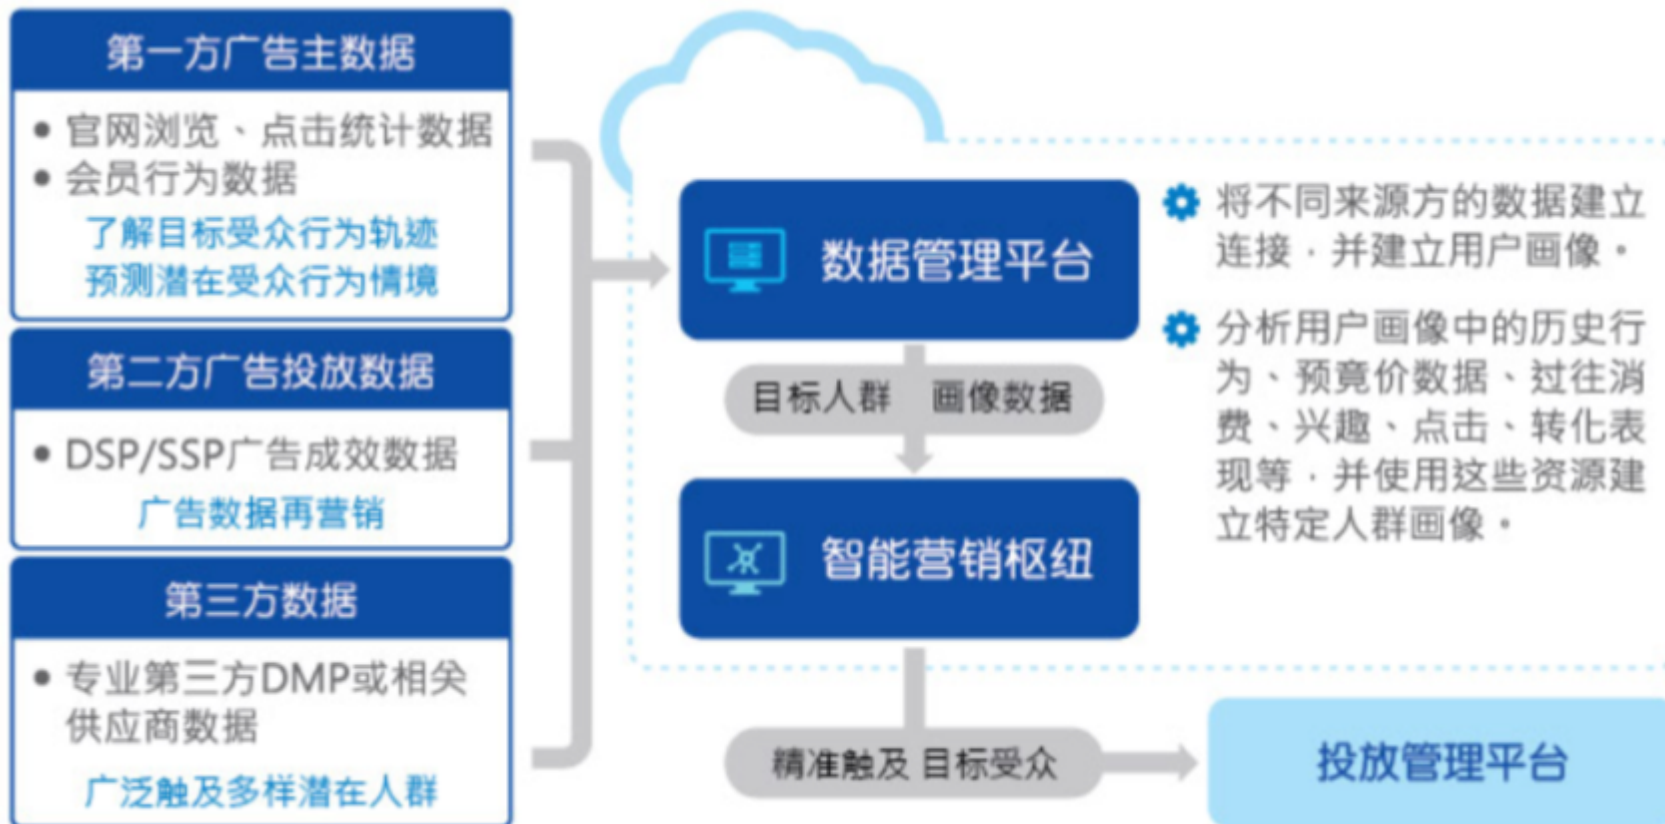 第一方广告主数据
• 官网浏览、点击统计数据
• 会员行为数据
了解目标受众行为轨迹
预测潜在受众行为情境
第二方广告投放数据
• DSP/SSP广告成效数据
广告数据再营销
第三方数据
• 专业第三方DMP或相关
供应商数据
广泛触及多样潜在人群
数据管理平台
目标人群 画像数据
智能营销枢纽
精准触及 目标受众
将不同来源方的数据建立
连接，并建立用户画像。
分析用户画像中的历史行
为、预竟价数据、过往消
费、兴趣、点击、转化表
现等，并使用这些资源建
立特定人群画像。
投放管理平台